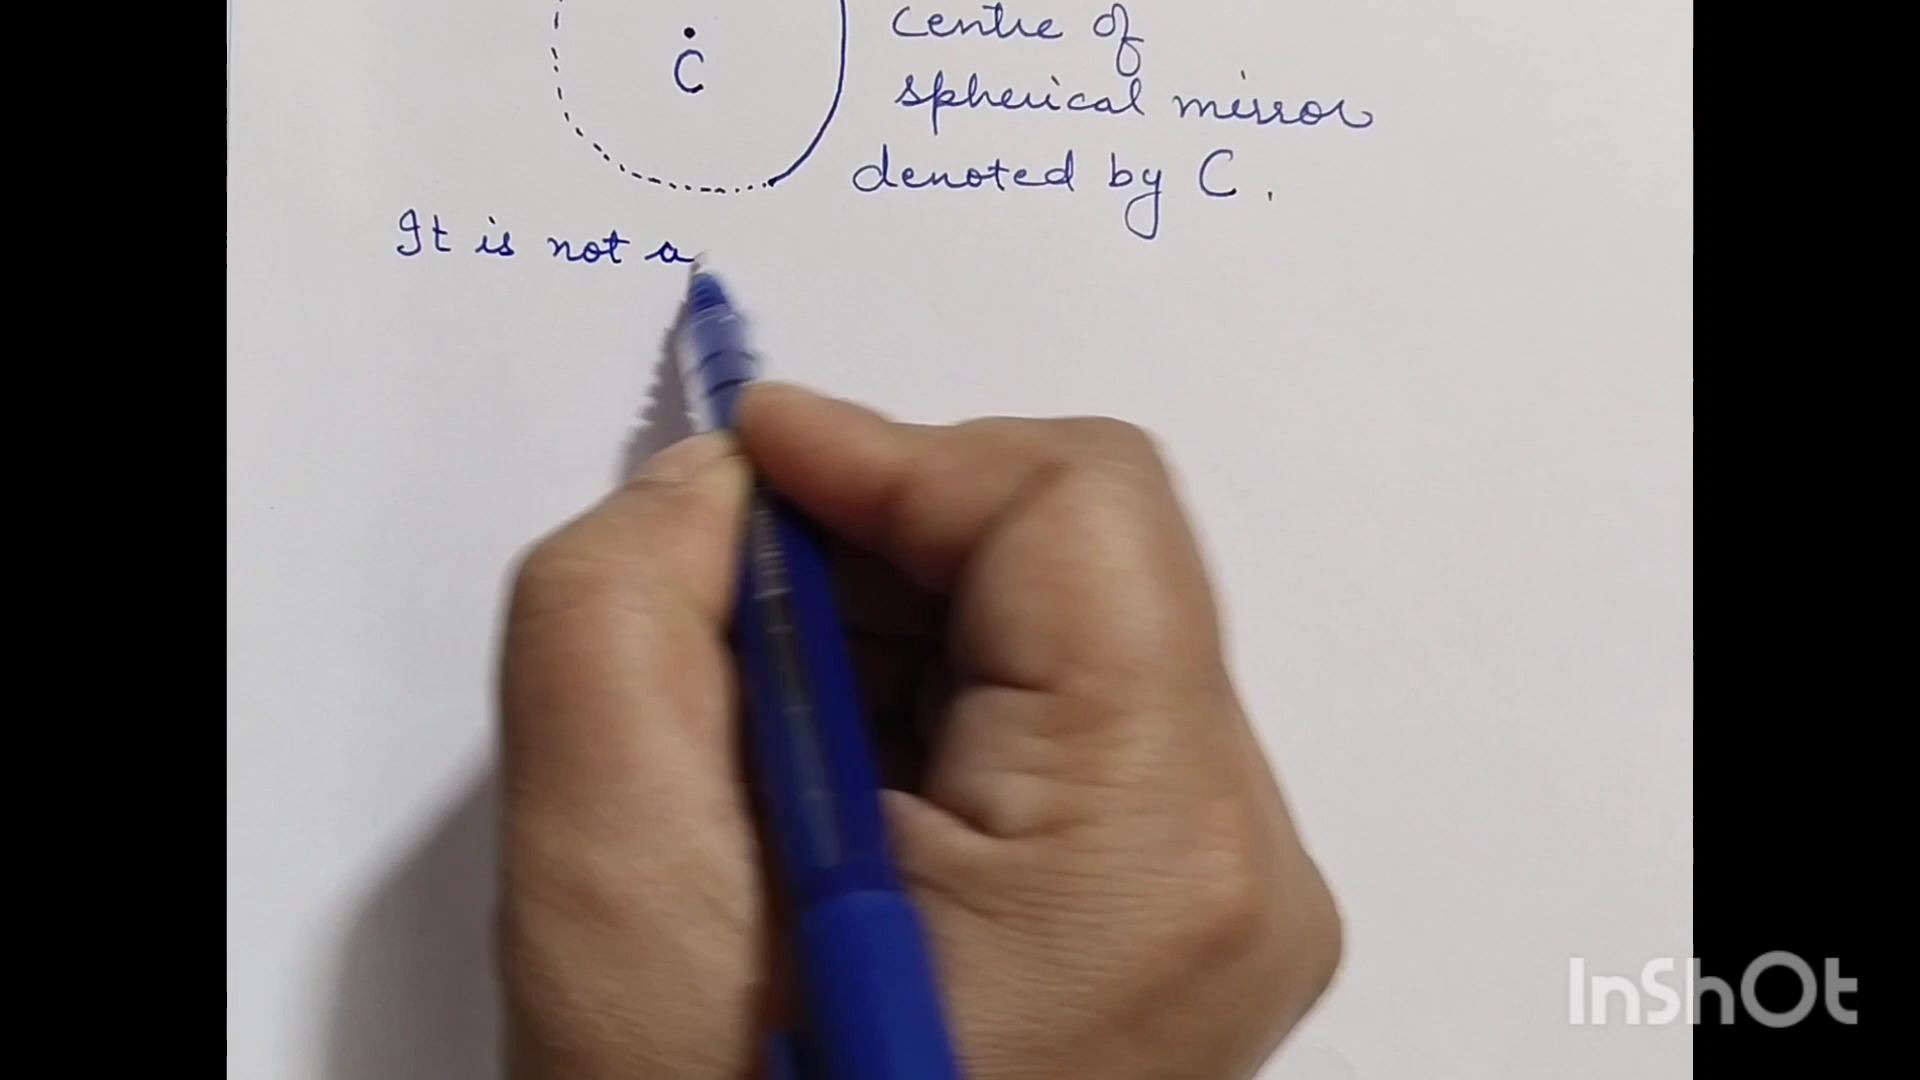 centre of
C
spherical mirror
denoted by C.
It is not a
InShOt